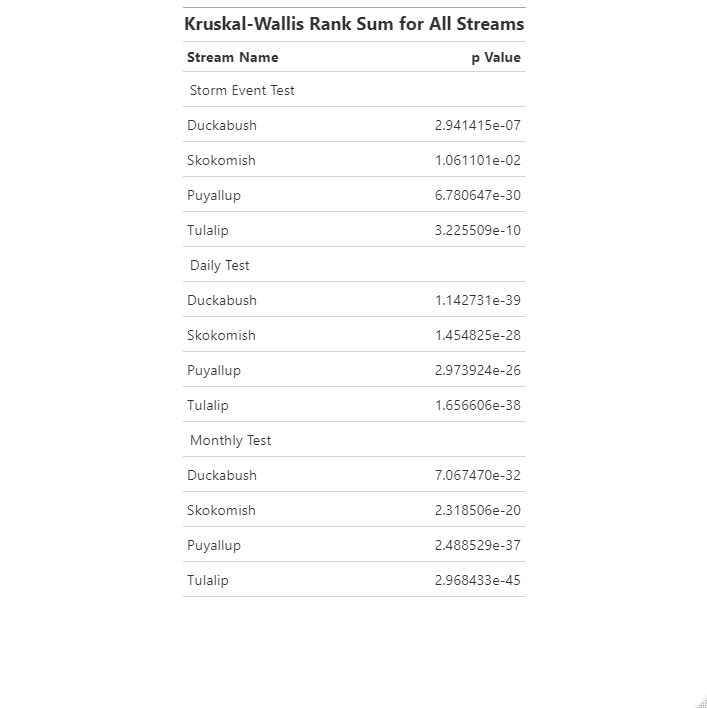 Kruskal-Wallis Rank Sum for All Streams
Stream Name p Value
Storm Event Test
Duckabush 2.941415e-07
Skokomish 1.061101e-02
Puyallup 6.780647e-30
Tulalip 3.225509e-10
Daily Test
Duckabush 1.142731e-39
Skokomish 1.454825e-28
Puyallup 2.973924e-26
Tulalip 1.656606e-38
Monthly Test
Duckabush 7.067470e-32
Skokomish 2.318506e-20
Puyallup 2.488529e-37
Tulalip 2.968433e-45